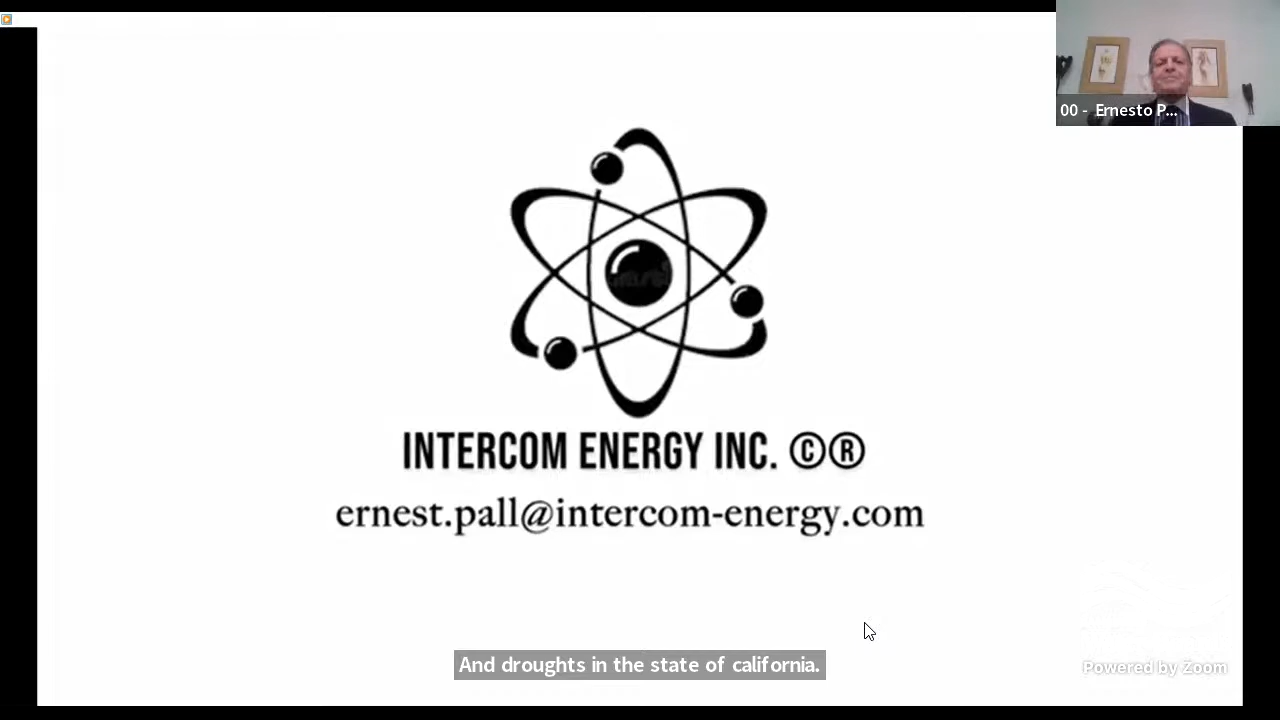 00 - Ernesto P...
INTERCOM ENERGY INC. ©®
ernest.pall@intercom-energy.com
And droughts in the state of california.
Powered by Zoom